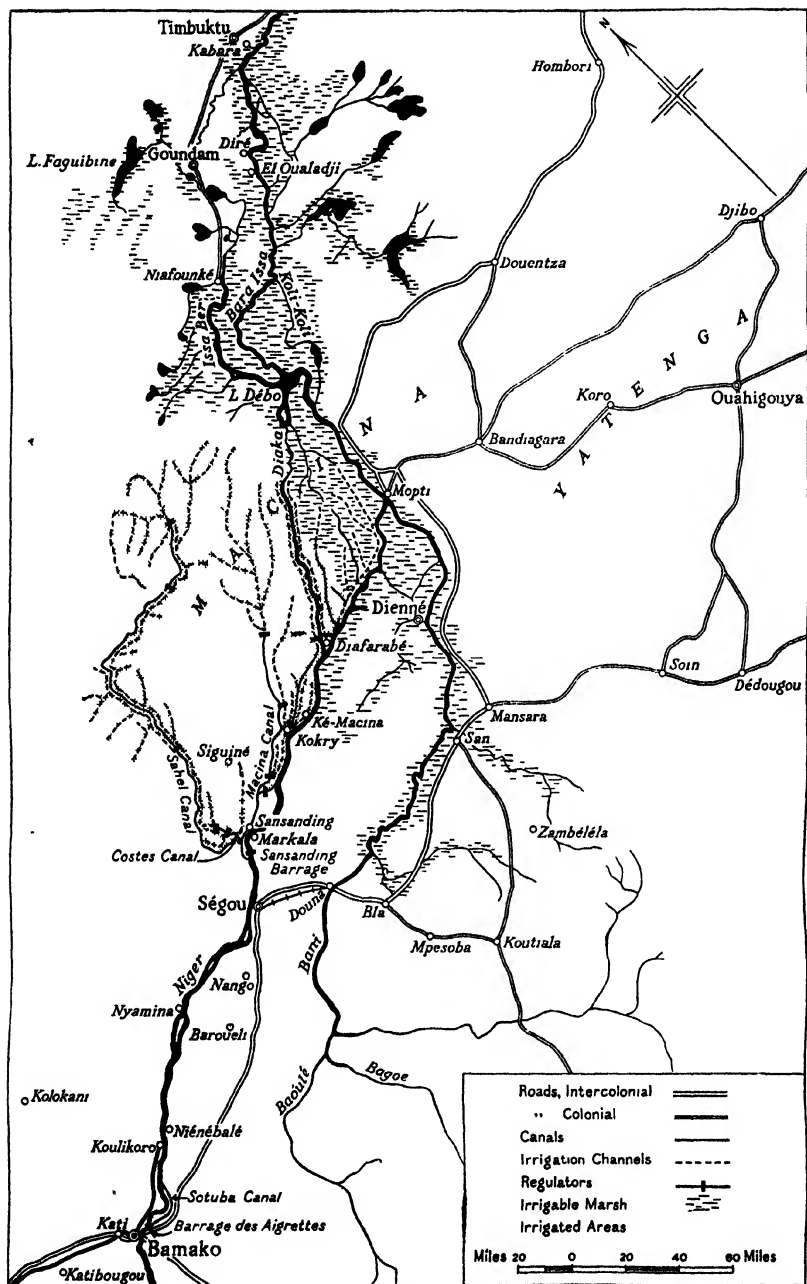 Timbuktu
Kabara
N
Hombori
L. Faguibine
Goundam
Diré
El Oualadji
Djibo
Niafounké
Issa Ber
Bara Issa
Koli-Koli
Douentza
L. Débo
Koro
Ouahigouya
Bandiagara
YATENGA
MACINA
Diaka
Mopti
Dienné
Diafarabé
Soin
Dédougou
Mansara
Ké-Macina
Kokry
San
Siguiné
Macina Canal
Sahel Canal
Sansanding
Markala
Costes Canal
Sansanding
Barrage
Zambéléla
Ségou
Douna
Bla
Mpesoba
Koutiala
Bani
Niger
Nango
Nyamina
Baroueli
Baoulé
Bagoe
Kolokani
Niénébalé
Koulikoro
Sotuba Canal
Kati
Barrage des Aigrettes
Bamako
Katibougou
Roads, Intercolonial
,, Colonial
Canals
Irrigation Channels
Regulators
Irrigable Marsh
Irrigated Areas
Miles 20 0 20 40 60 Miles